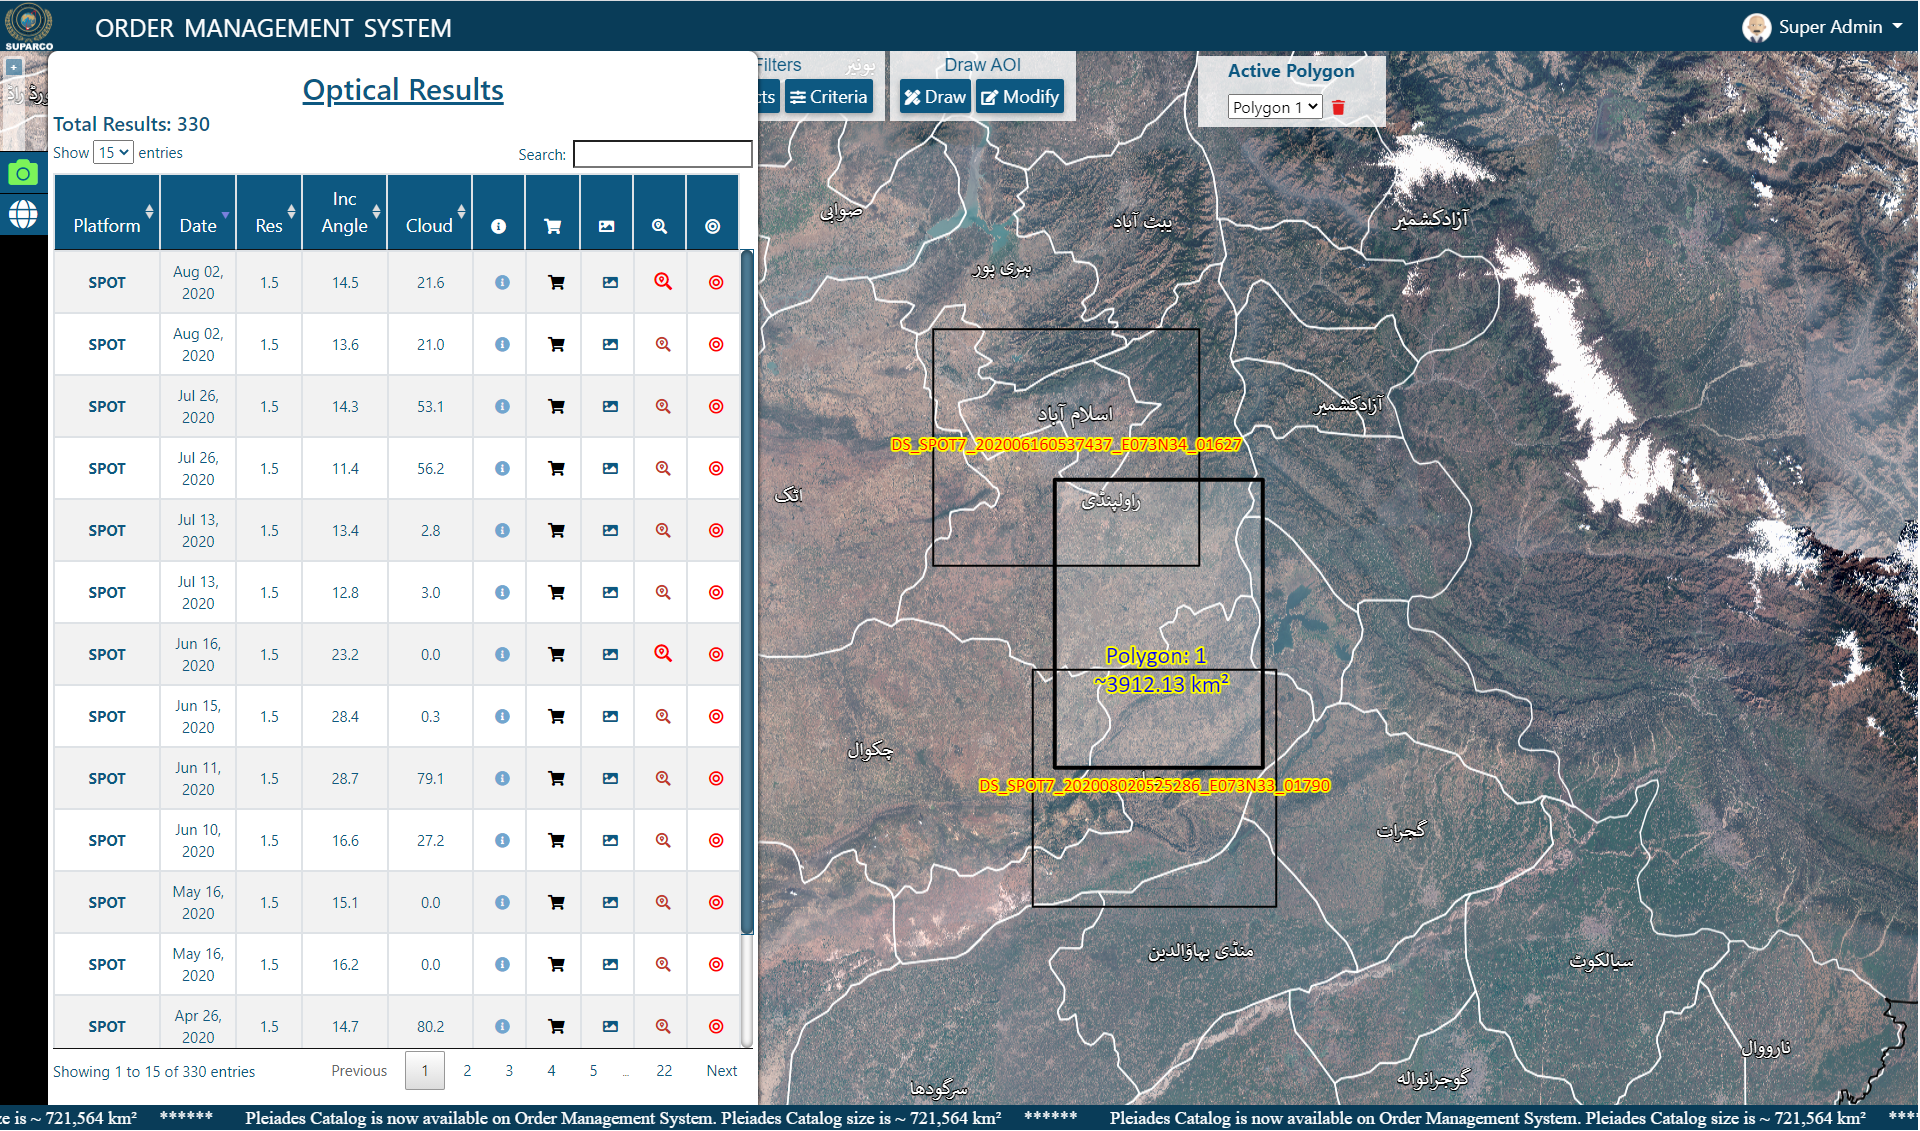 SUPARCO
ORDER MANAGEMENT SYSTEM
Super Admin
Optical Results
Total Results: 330
Show 15 entries
Search:
Platform Date Res Inc Angle Cloud
SPOT Aug 02, 2020 1.5 14.5 21.6
SPOT Aug 02, 2020 1.5 13.6 21.0
SPOT Jul 26, 2020 1.5 14.3 53.1
SPOT Jul 26, 2020 1.5 11.4 56.2
SPOT Jul 13, 2020 1.5 13.4 2.8
SPOT Jul 13, 2020 1.5 12.8 3.0
SPOT Jun 16, 2020 1.5 23.2 0.0
SPOT Jun 15, 2020 1.5 28.4 0.3
SPOT Jun 11, 2020 1.5 28.7 79.1
SPOT Jun 10, 2020 1.5 16.6 27.2
SPOT May 16, 2020 1.5 15.1 0.0
SPOT May 16, 2020 1.5 16.2 0.0
SPOT Apr 26, 2020 1.5 14.7 80.2
Showing 1 to 15 of 330 entries
Previous 1 2 3 4 5 ... 22 Next
Filters
Criteria
Draw AOI
Draw Modify
Active Polygon
Polygon 1
بونیر
صوابی
یبٹ آباد
ہری پور
آزادکشمیر
آزادکشمیر
اسلام آباد
DS_SPOT7_202006160537437_E073N34_01627
اٹک
راولپنڈی
Polygon: 1
~3912.13 km²
چکوال
DS_SPOT7_202008020525286_E073N33_01790
گجرات
منڈی بہاؤالدین
سیالکوٹ
نارووال
گوجرانوالہ
سرگودھا
ze is ~ 721,564 km² ****** Pleiades Catalog is now available on Order Management System. Pleiades Catalog size is ~ 721,564 km² ****** Pleiades Catalog is now available on Order Management System. Pleiades Catalog size is ~ 721,564 km² ***